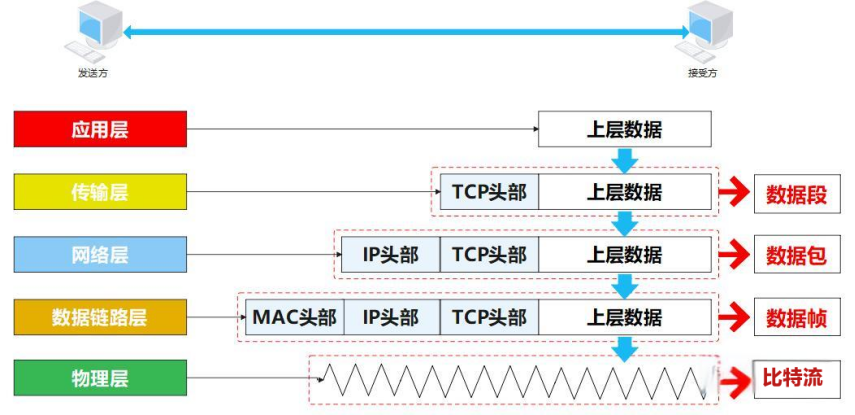 发送方
接受方
应用层
上层数据
传输层
TCP头部
上层数据
数据段
网络层
IP头部
TCP头部
上层数据
数据包
数据链路层
MAC头部
IP头部
TCP头部
上层数据
数据帧
物理层
比特流